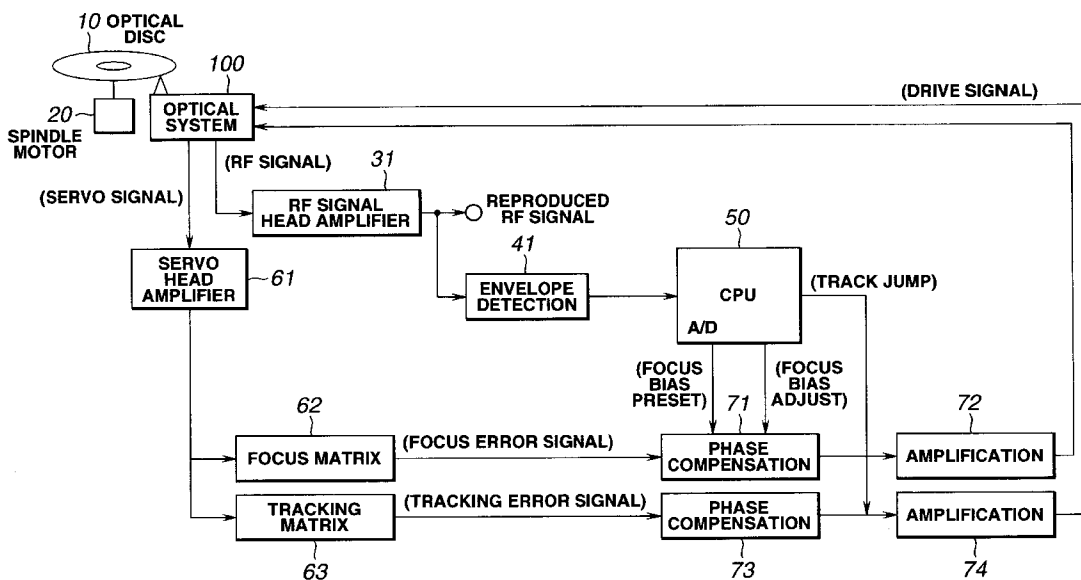 10 OPTICAL
DISC
100
20
SPINDLE
MOTOR
OPTICAL
SYSTEM
(DRIVE SIGNAL)
(RF SIGNAL)
(SERVO SIGNAL)
31
RF SIGNAL
HEAD AMPLIFIER
REPRODUCED
RF SIGNAL
50
SERVO
HEAD
AMPLIFIER
61
41
ENVELOPE
DETECTION
CPU
A/D
(TRACK JUMP)
(FOCUS
BIAS
PRESET)
(FOCUS
BIAS
ADJUST)
62
FOCUS MATRIX
(FOCUS ERROR SIGNAL)
71
PHASE
COMPENSATION
72
AMPLIFICATION
TRACKING
MATRIX
63
(TRACKING ERROR SIGNAL)
PHASE
COMPENSATION
73
AMPLIFICATION
74